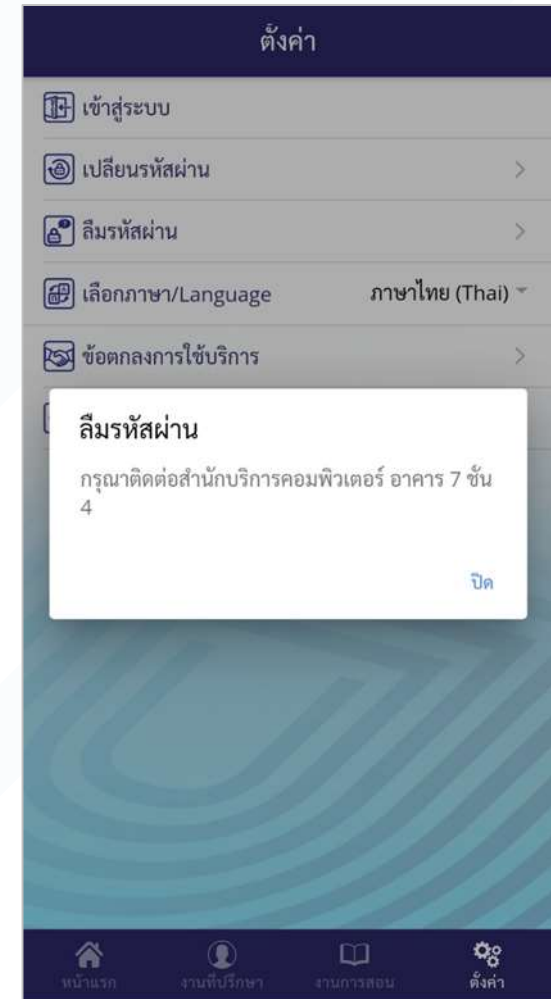 ตั้งค่า
เข้าสู่ระบบ
เปลี่ยนรหัสผ่าน
ลืมรหัสผ่าน
เลือกภาษา/Language ภาษาไทย (Thai)
ข้อตกลงการใช้บริการ
ลืมรหัสผ่าน
กรุณาติดต่อสำนักบริการคอมพิวเตอร์ อาคาร 7 ชั้น
4
ปิด
หน้าแรก งานที่ปรึกษา งานการสอน ตั้งค่า